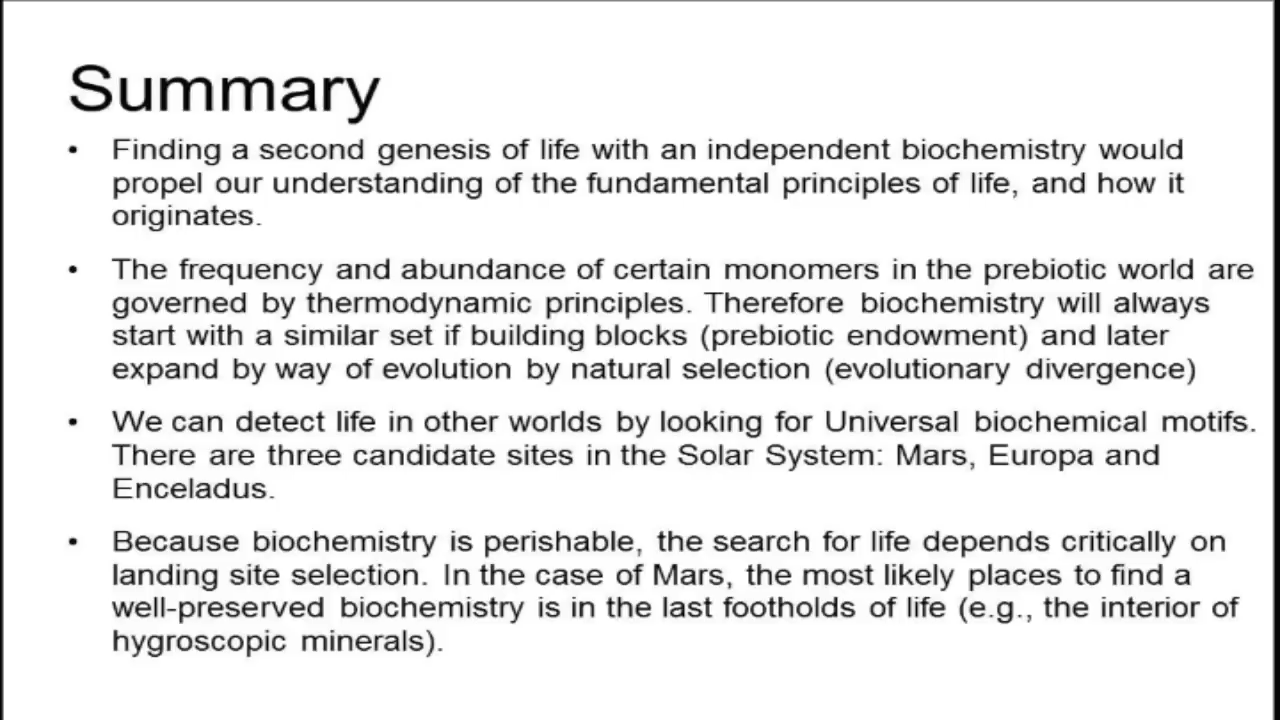 Summary
• Finding a second genesis of life with an independent biochemistry would
propel our understanding of the fundamental principles of life, and how it
originates.
• The frequency and abundance of certain monomers in the prebiotic world are
governed by thermodynamic principles. Therefore biochemistry will always
start with a similar set if building blocks (prebiotic endowment) and later
expand by way of evolution by natural selection (evolutionary divergence)
• We can detect life in other worlds by looking for Universal biochemical motifs.
There are three candidate sites in the Solar System: Mars, Europa and
Enceladus.
• Because biochemistry is perishable, the search for life depends critically on
landing site selection. In the case of Mars, the most likely places to find a
well-preserved biochemistry is in the last footholds of life (e.g., the interior of
hygroscopic minerals).